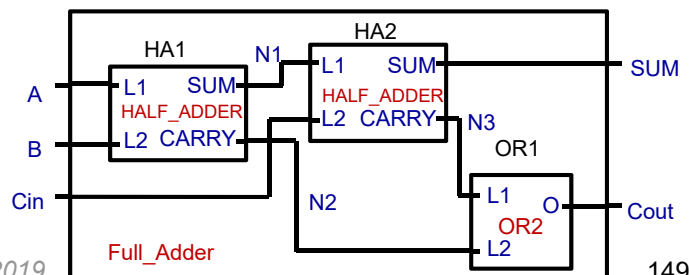 HA1
N1
HA2
A
L1
SUM
L1
SUM
SUM
HALF_ADDER
HALF_ADDER
B
L2
CARRY
L2
CARRY
N3
OR1
Cin
N2
L1
O
Cout
OR2
L2
Full_Adder
2019
149